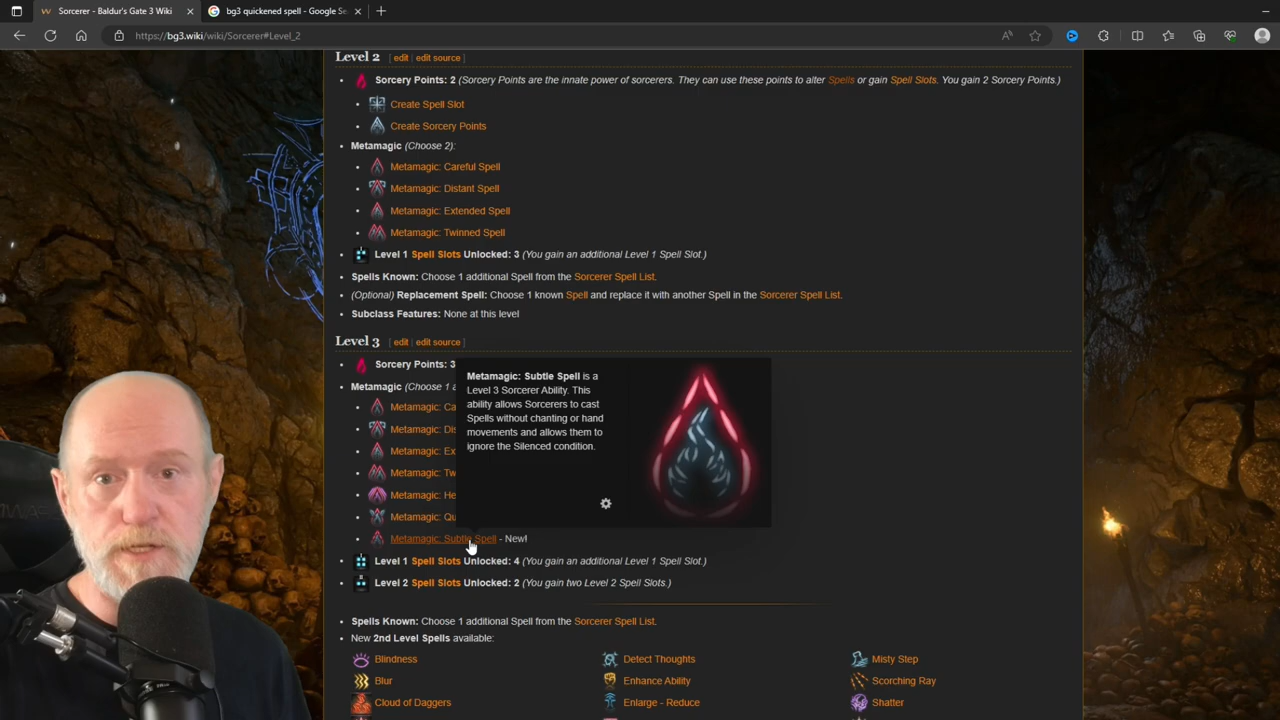 Sorcerer - Baldur's Gate 3 Wiki
bg3 quickened spell - Google Se
https://bg3.wiki/wiki/Sorcerer#Level_2
Level 2 [ edit | edit source ]
Sorcery Points: 2 (Sorcery Points are the innate power of sorcerers. They can use these points to alter Spells or gain Spell Slots. You gain 2 Sorcery Points.)
Create Spell Slot
Create Sorcery Points
Metamagic (Choose 2):
Metamagic: Careful Spell
Metamagic: Distant Spell
Metamagic: Extended Spell
Metamagic: Twinned Spell
Level 1 Spell Slots Unlocked: 3 (You gain an additional Level 1 Spell Slot.)
Spells Known: Choose 1 additional Spell from the Sorcerer Spell List.
(Optional) Replacement Spell: Choose 1 known Spell and replace it with another Spell in the Sorcerer Spell List.
Subclass Features: None at this level
Level 3 [ edit | edit source ]
Sorcery Points: 3
Metamagic (Choose 1 a
Metamagic: Ca
Metamagic: Dis
Metamagic: Ex
Metamagic: Tw
Metamagic: He
Metamagic: Qu
Metamagic: Subtle Spell - New!
Metamagic: Subtle Spell is a
Level 3 Sorcerer Ability. This
ability allows Sorcerers to cast
Spells without chanting or hand
movements and allows them to
ignore the Silenced condition.
Level 1 Spell Slots Unlocked: 4 (You gain an additional Level 1 Spell Slot.)
Level 2 Spell Slots Unlocked: 2 (You gain two Level 2 Spell Slots.)
Spells Known: Choose 1 additional Spell from the Sorcerer Spell List.
New 2nd Level Spells available:
Blindness Detect Thoughts Misty Step
Blur Enhance Ability Scorching Ray
Cloud of Daggers Enlarge - Reduce Shatter